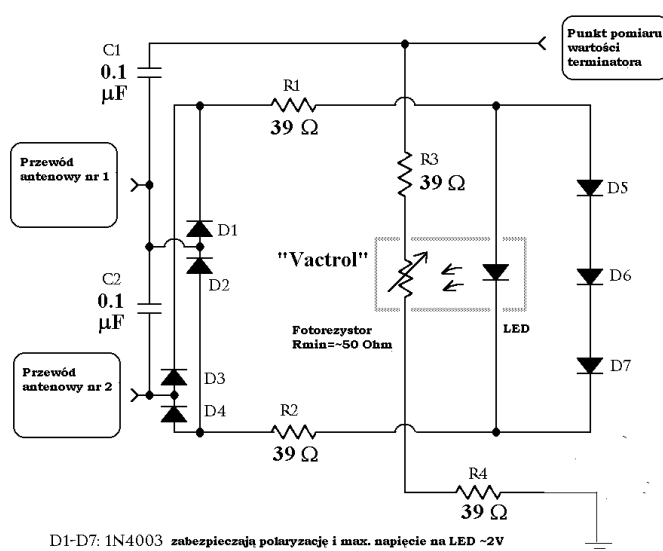 Punkt pomiaru
wartości
terminatora
C1
0.1
µF
R1
39 Ω
Przewód
antenowy nr 1
R3
39 Ω
D5
D1
"Vactrol"
D2
C2
0.1
µF
D6
Fotorezystor
Rmin=~50 Ohm
LED
Przewód
antenowy nr 2
D3
D7
D4
R2
39 Ω
R4
39 Ω
D1-D7: 1N4003 zabezpieczają polaryzację i max. napięcie na LED ~2V